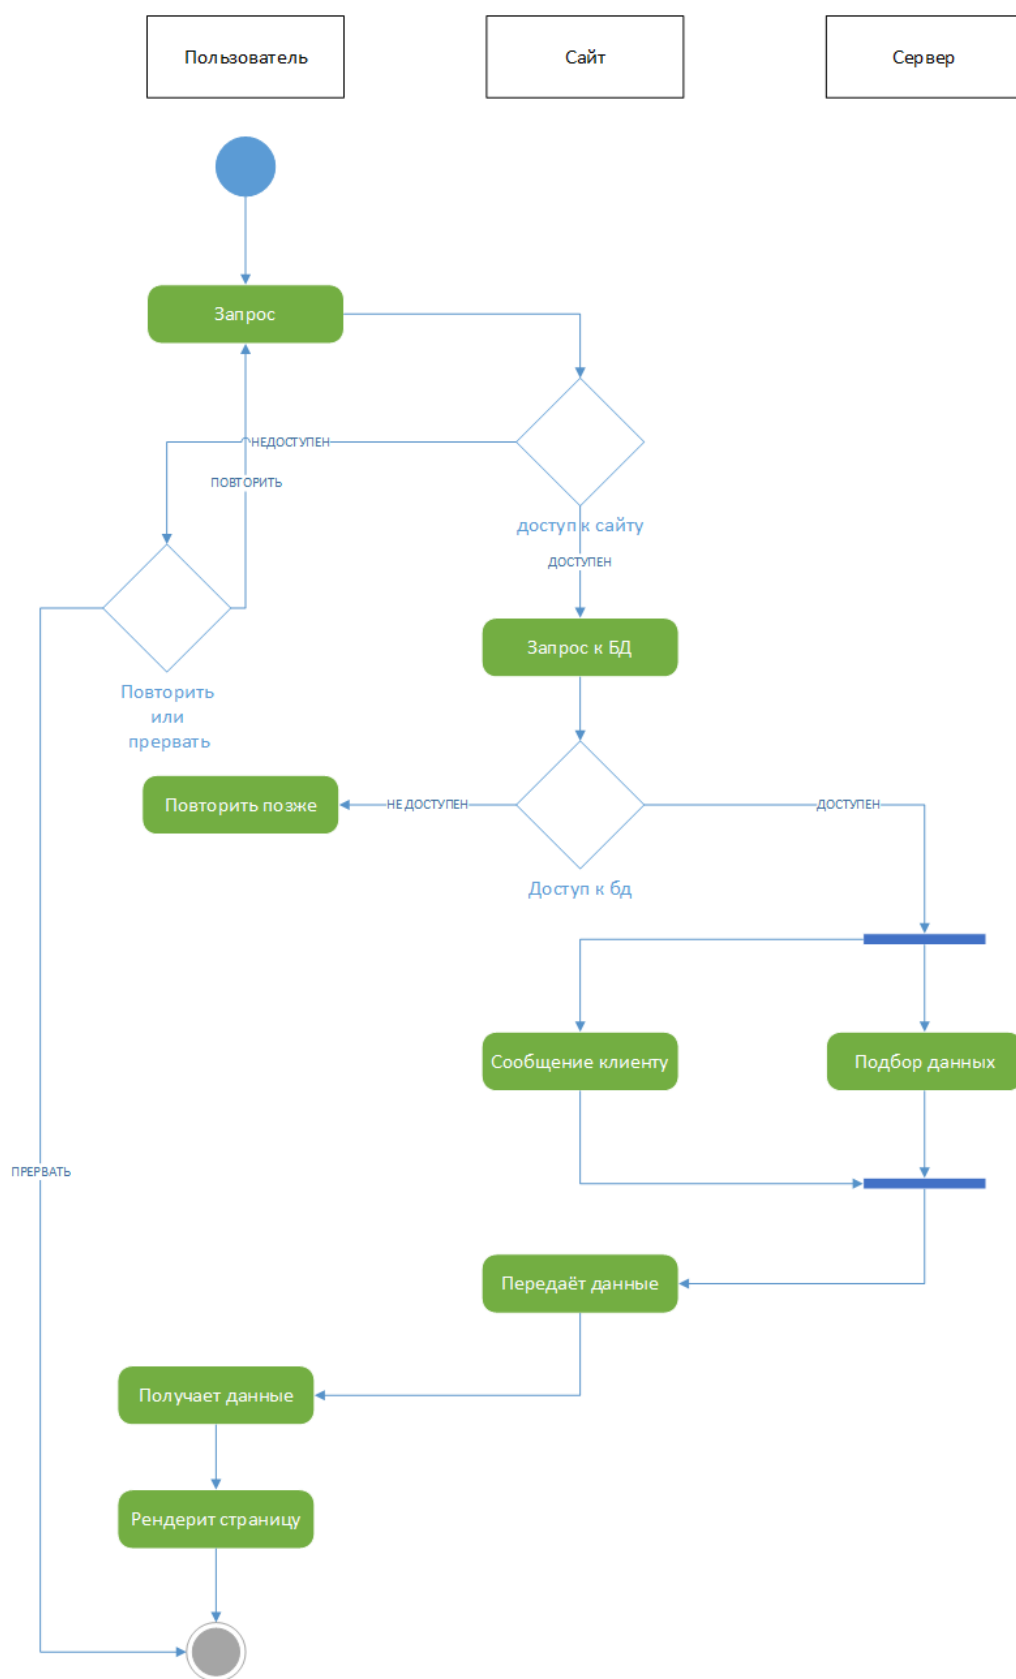 Пользователь
Сайт
Сервер
Запрос
НЕДОСТУПЕН
ПОВТОРИТЬ
доступ к сайту
ДОСТУПЕН
Запрос к БД
Повторить
или
прервать
Повторить позже
НЕ ДОСТУПЕН
ДОСТУПЕН
Доступ к бд
Сообщение клиенту
Подбор данных
ПРЕРВАТЬ
Передаёт данные
Получает данные
Рендерит страницу